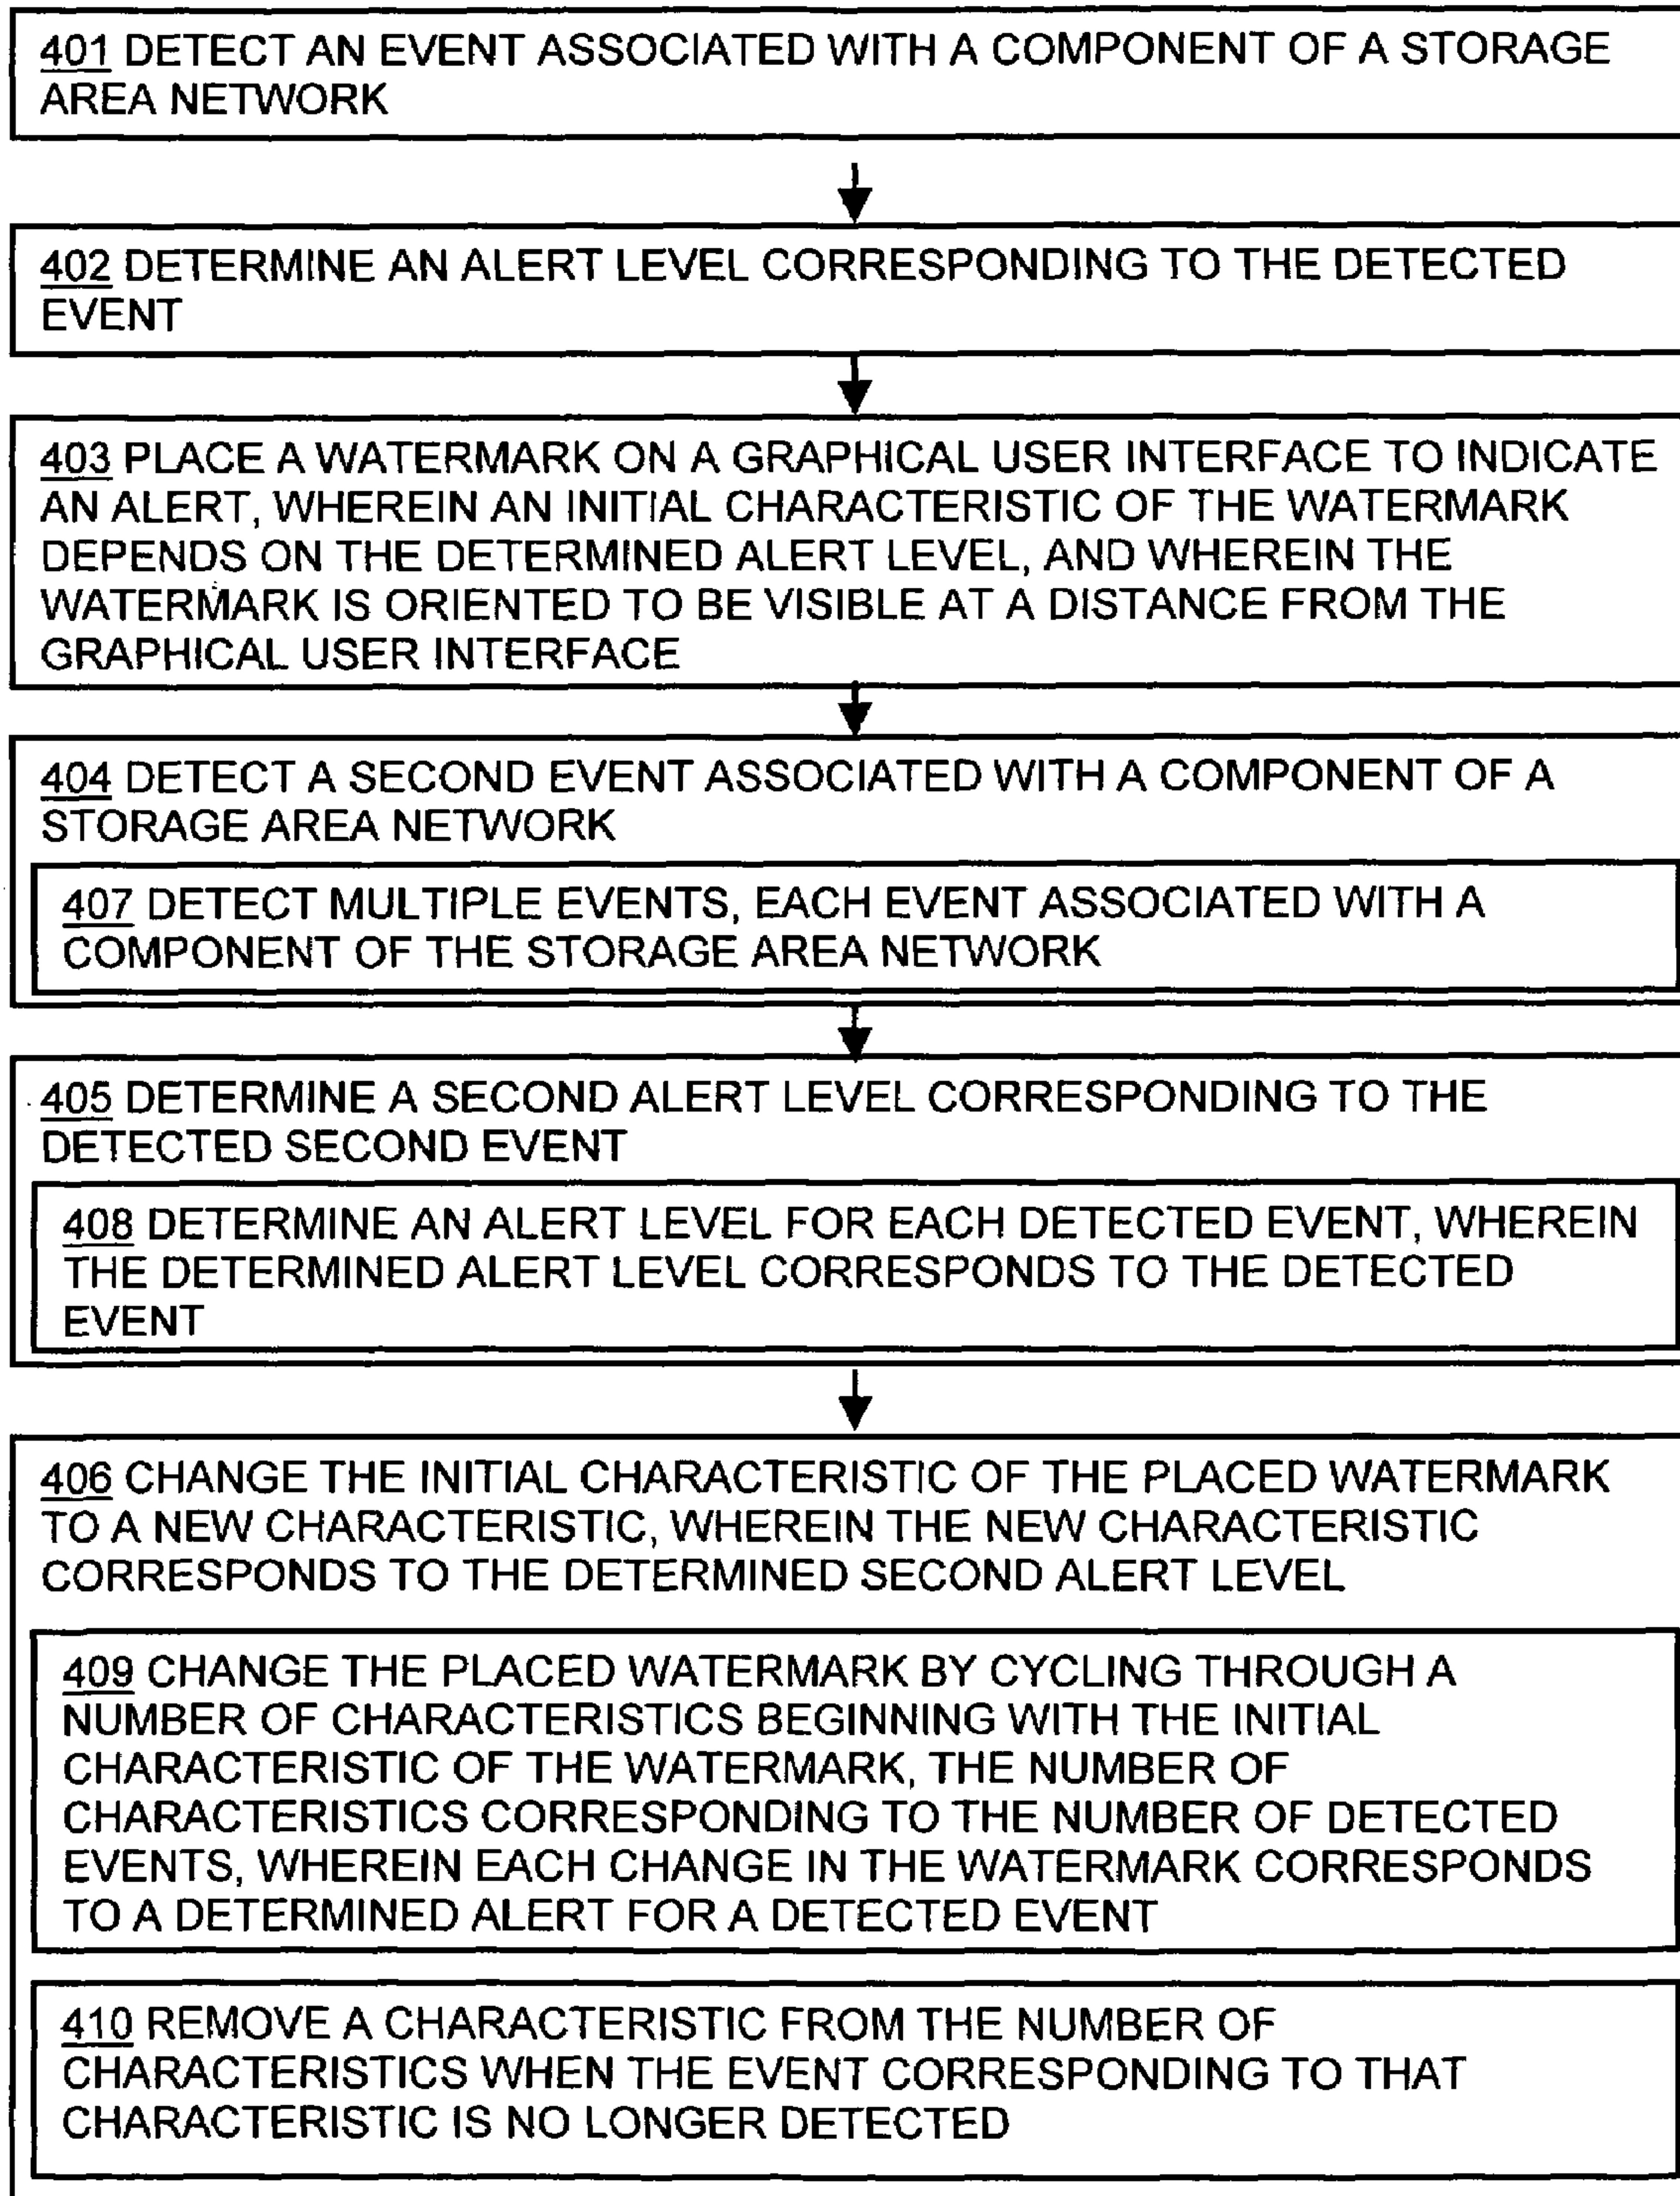 401 DETECT AN EVENT ASSOCIATED WITH A COMPONENT OF A STORAGE
AREA NETWORK
402 DETERMINE AN ALERT LEVEL CORRESPONDING TO THE DETECTED
EVENT
403 PLACE A WATERMARK ON A GRAPHICAL USER INTERFACE TO INDICATE
AN ALERT, WHEREIN AN INITIAL CHARACTERISTIC OF THE WATERMARK
DEPENDS ON THE DETERMINED ALERT LEVEL, AND WHEREIN THE
WATERMARK IS ORIENTED TO BE VISIBLE AT A DISTANCE FROM THE
GRAPHICAL USER INTERFACE
404 DETECT A SECOND EVENT ASSOCIATED WITH A COMPONENT OF A
STORAGE AREA NETWORK
407 DETECT MULTIPLE EVENTS, EACH EVENT ASSOCIATED WITH A
COMPONENT OF THE STORAGE AREA NETWORK
405 DETERMINE A SECOND ALERT LEVEL CORRESPONDING TO THE
DETECTED SECOND EVENT
408 DETERMINE AN ALERT LEVEL FOR EACH DETECTED EVENT, WHEREIN
THE DETERMINED ALERT LEVEL CORRESPONDS TO THE DETECTED
EVENT
406 CHANGE THE INITIAL CHARACTERISTIC OF THE PLACED WATERMARK
TO A NEW CHARACTERISTIC, WHEREIN THE NEW CHARACTERISTIC
CORRESPONDS TO THE DETERMINED SECOND ALERT LEVEL
409 CHANGE THE PLACED WATERMARK BY CYCLING THROUGH A
NUMBER OF CHARACTERISTICS BEGINNING WITH THE INITIAL
CHARACTERISTIC OF THE WATERMARK, THE NUMBER OF
CHARACTERISTICS CORRESPONDING TO THE NUMBER OF DETECTED
EVENTS, WHEREIN EACH CHANGE IN THE WATERMARK CORRESPONDS
TO A DETERMINED ALERT FOR A DETECTED EVENT
410 REMOVE A CHARACTERISTIC FROM THE NUMBER OF
CHARACTERISTICS WHEN THE EVENT CORRESPONDING TO THAT
CHARACTERISTIC IS NO LONGER DETECTED